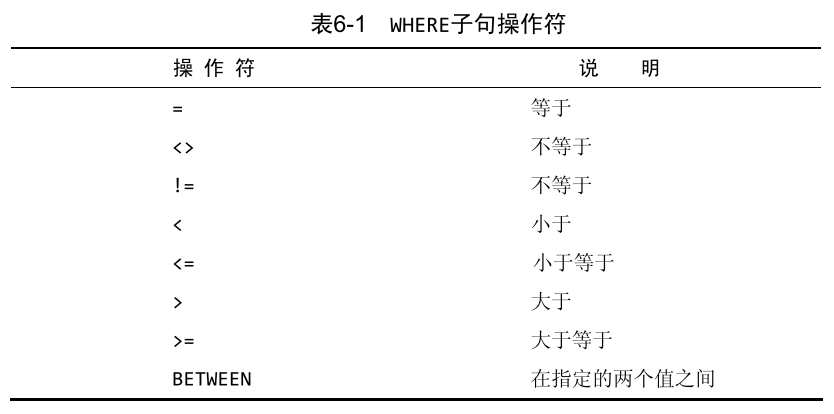 表6-1 WHERE子句操作符
操 作 符 说 明
= 等于
<> 不等于
!= 不等于
< 小于
<= 小于等于
> 大于
>= 大于等于
BETWEEN 在指定的两个值之间